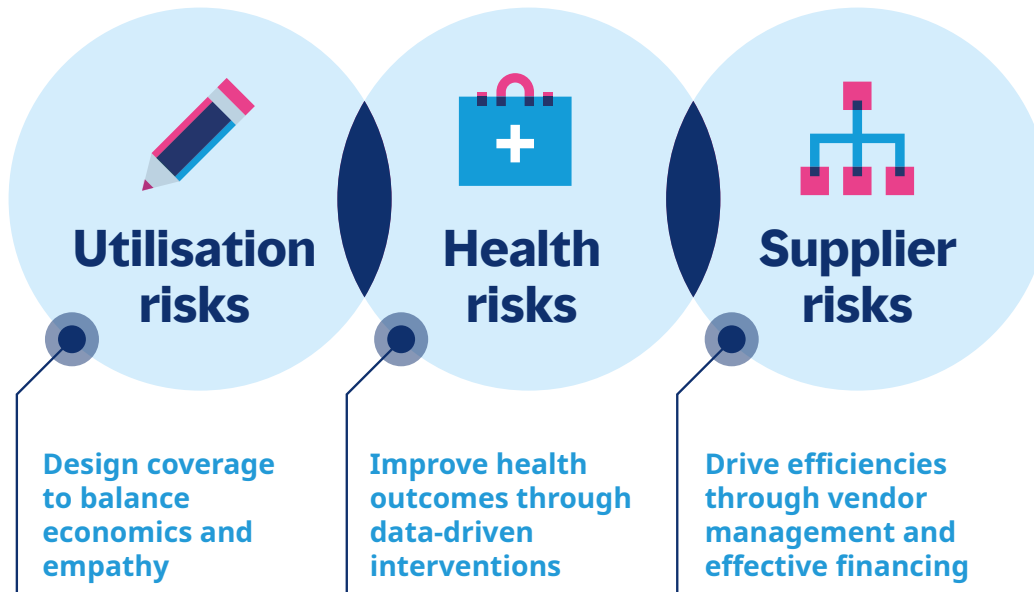 Utilisation
risks
Health
risks
Supplier
risks
Design coverage
to balance
economics and
empathy
Improve health
outcomes through
data-driven
interventions
Drive efficiencies
through vendor
management and
effective financing